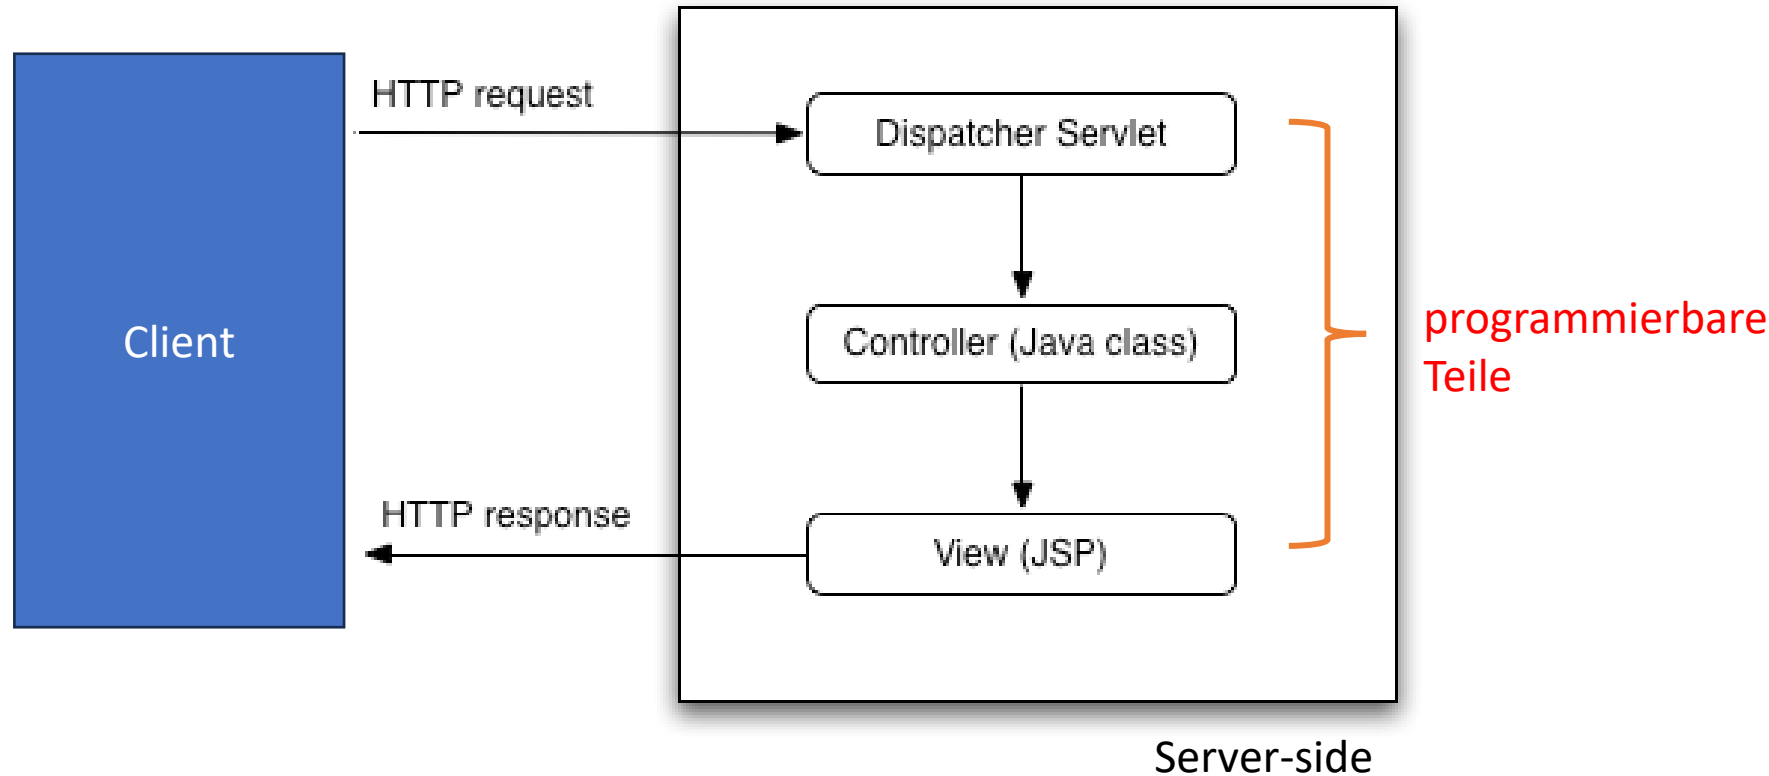 HTTP request
Dispatcher Servlet
Client
Controller (Java class)
programmierbare
Teile
HTTP response
View (JSP)
Server-side